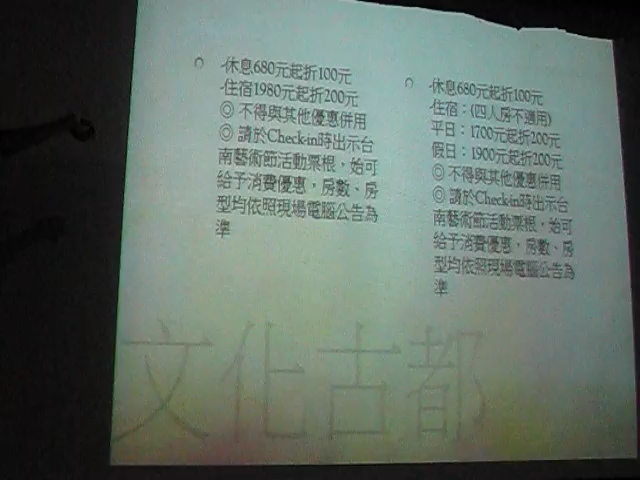 -休息680元起折100元
-住宿1980元起折200元
◎ 不得與其他優惠併用
◎ 請於Check-in時出示台
南藝術節活動票根，始可
給予消費優惠，房數、房
型均依照現場電腦公告為
準
-休息680元起折100元
-住宿：(四人房不適用)
平日：1700元起折200元
假日：1900元起折200元
◎ 不得與其他優惠併用
◎ 請於Check-in時出示台
南藝術節活動票根，始可
給予消費優惠，房數、房
型均依照現場電腦公告為
準
文化古都